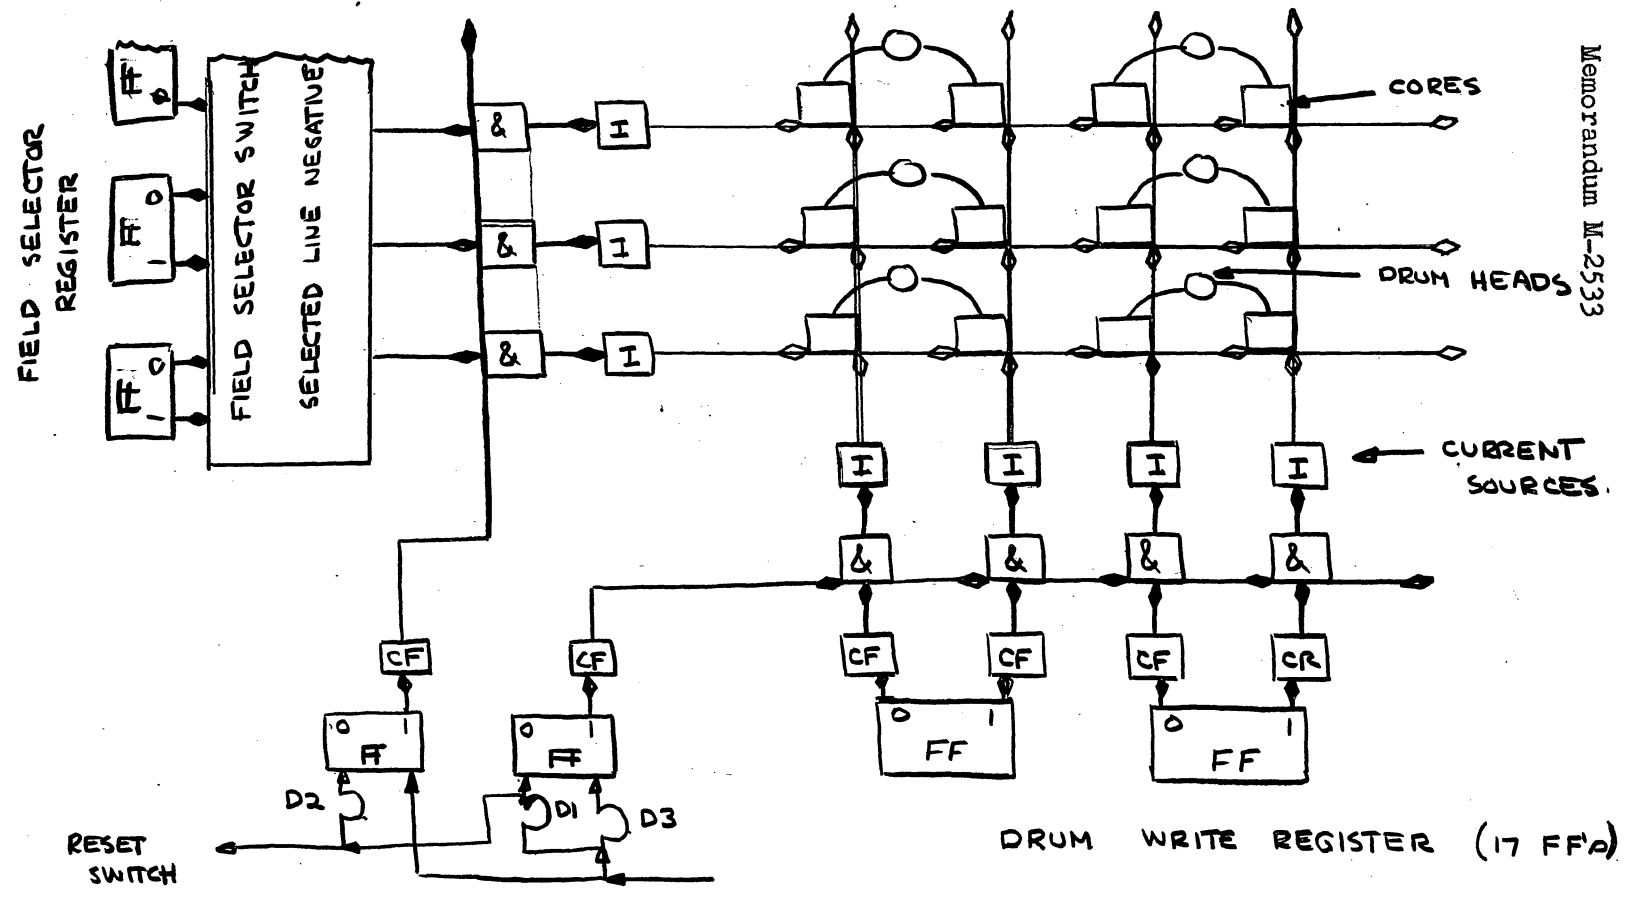 FIELD SELECTOR
REGISTER
FF
0
FF
0
1
FF
0
1
FIELD SELECTOR SWITCH
SELECTED LINE NEGATIVE
& I
& I
& I
CORES
DRUM HEADS
Memorandum M-2533
I I I I
CURRENT
SOURCES.
& & & &
CF CF CF CF CF CR
0 1
FF
0 1
FF
0 1
FF
0 1
FF
D2
D1
D3
RESET
SWITCH
DRUM WRITE REGISTER (17 FF'S)